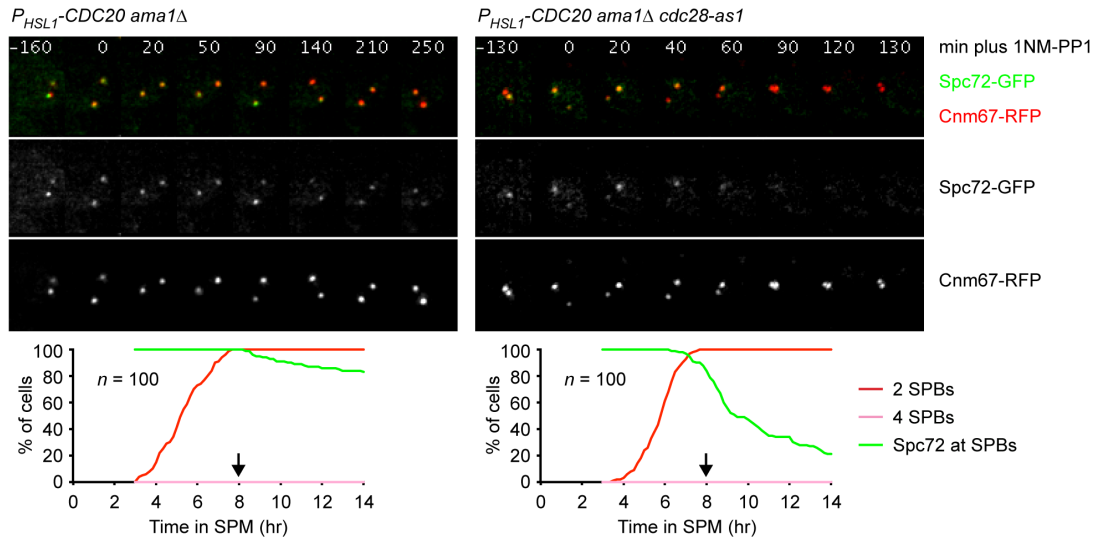 P_HSL1-CDC20 ama1Δ
P_HSL1-CDC20 ama1Δ cdc28-as1
−160 0 20 50 90 140 210 250
−130 0 20 40 60 90 120 130
min plus 1NM-PP1
Spc72-GFP
Cnm67-RFP
Spc72-GFP
Cnm67-RFP
% of cells
100
80
60
40
20
0
n = 100
0 2 4 6 8 10 12 14
Time in SPM (hr)
% of cells
100
80
60
40
20
0
n = 100
0 2 4 6 8 10 12 14
Time in SPM (hr)
2 SPBs
4 SPBs
Spc72 at SPBs